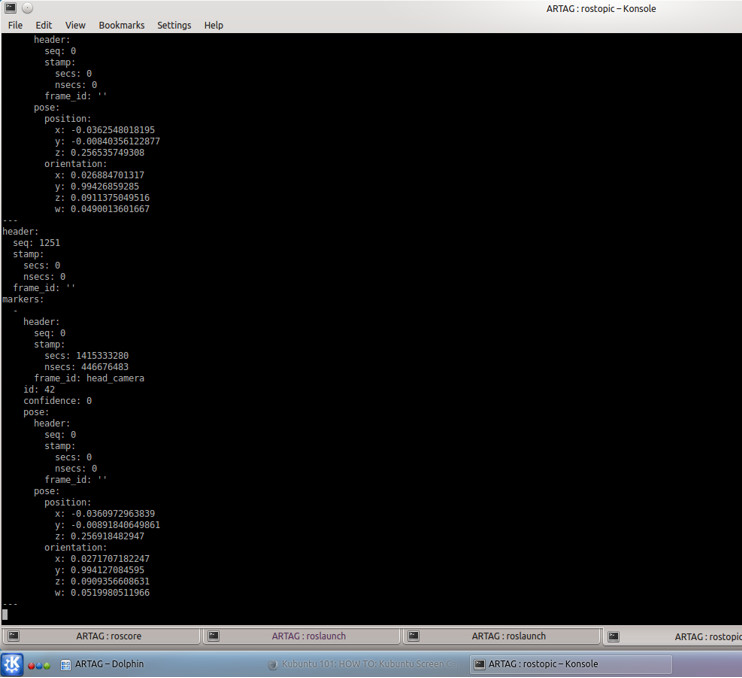 ARTAG : rostopic – Konsole
File Edit View Bookmarks Settings Help
header:
seq: 0
stamp:
secs: 0
nsecs: 0
frame_id: ''
pose:
position:
x: -0.0362548018195
y: -0.00840356122877
z: 0.256535749308
orientation:
x: 0.026884701317
y: 0.99426859285
z: 0.0911375049516
w: 0.0490013601667
---
header:
seq: 1251
stamp:
secs: 0
nsecs: 0
frame_id: ''
markers:
-
header:
seq: 0
stamp:
secs: 1415333280
nsecs: 446676483
frame_id: head_camera
id: 42
confidence: 0
pose:
header:
seq: 0
stamp:
secs: 0
nsecs: 0
frame_id: ''
pose:
position:
x: -0.0360972963839
y: -0.00891840649861
z: 0.256918482947
orientation:
x: 0.0271707182247
y: 0.994127084595
z: 0.0909356608631
w: 0.0519980511966
---
ARTAG : roscore ARTAG : roslaunch ARTAG : roslaunch ARTAG : rostopic
ARTAG – Dolphin Kubuntu 101: HOW TO: Kubuntu Screen ARTAG : rostopic – Konsole